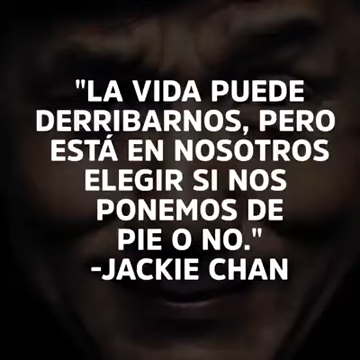 "LA VIDA PUEDE
DERRIBARNOS, PERO
ESTÁ EN NOSOTROS
ELEGIR SI NOS
PONEMOS DE
PIE O NO."
-JACKIE CHAN